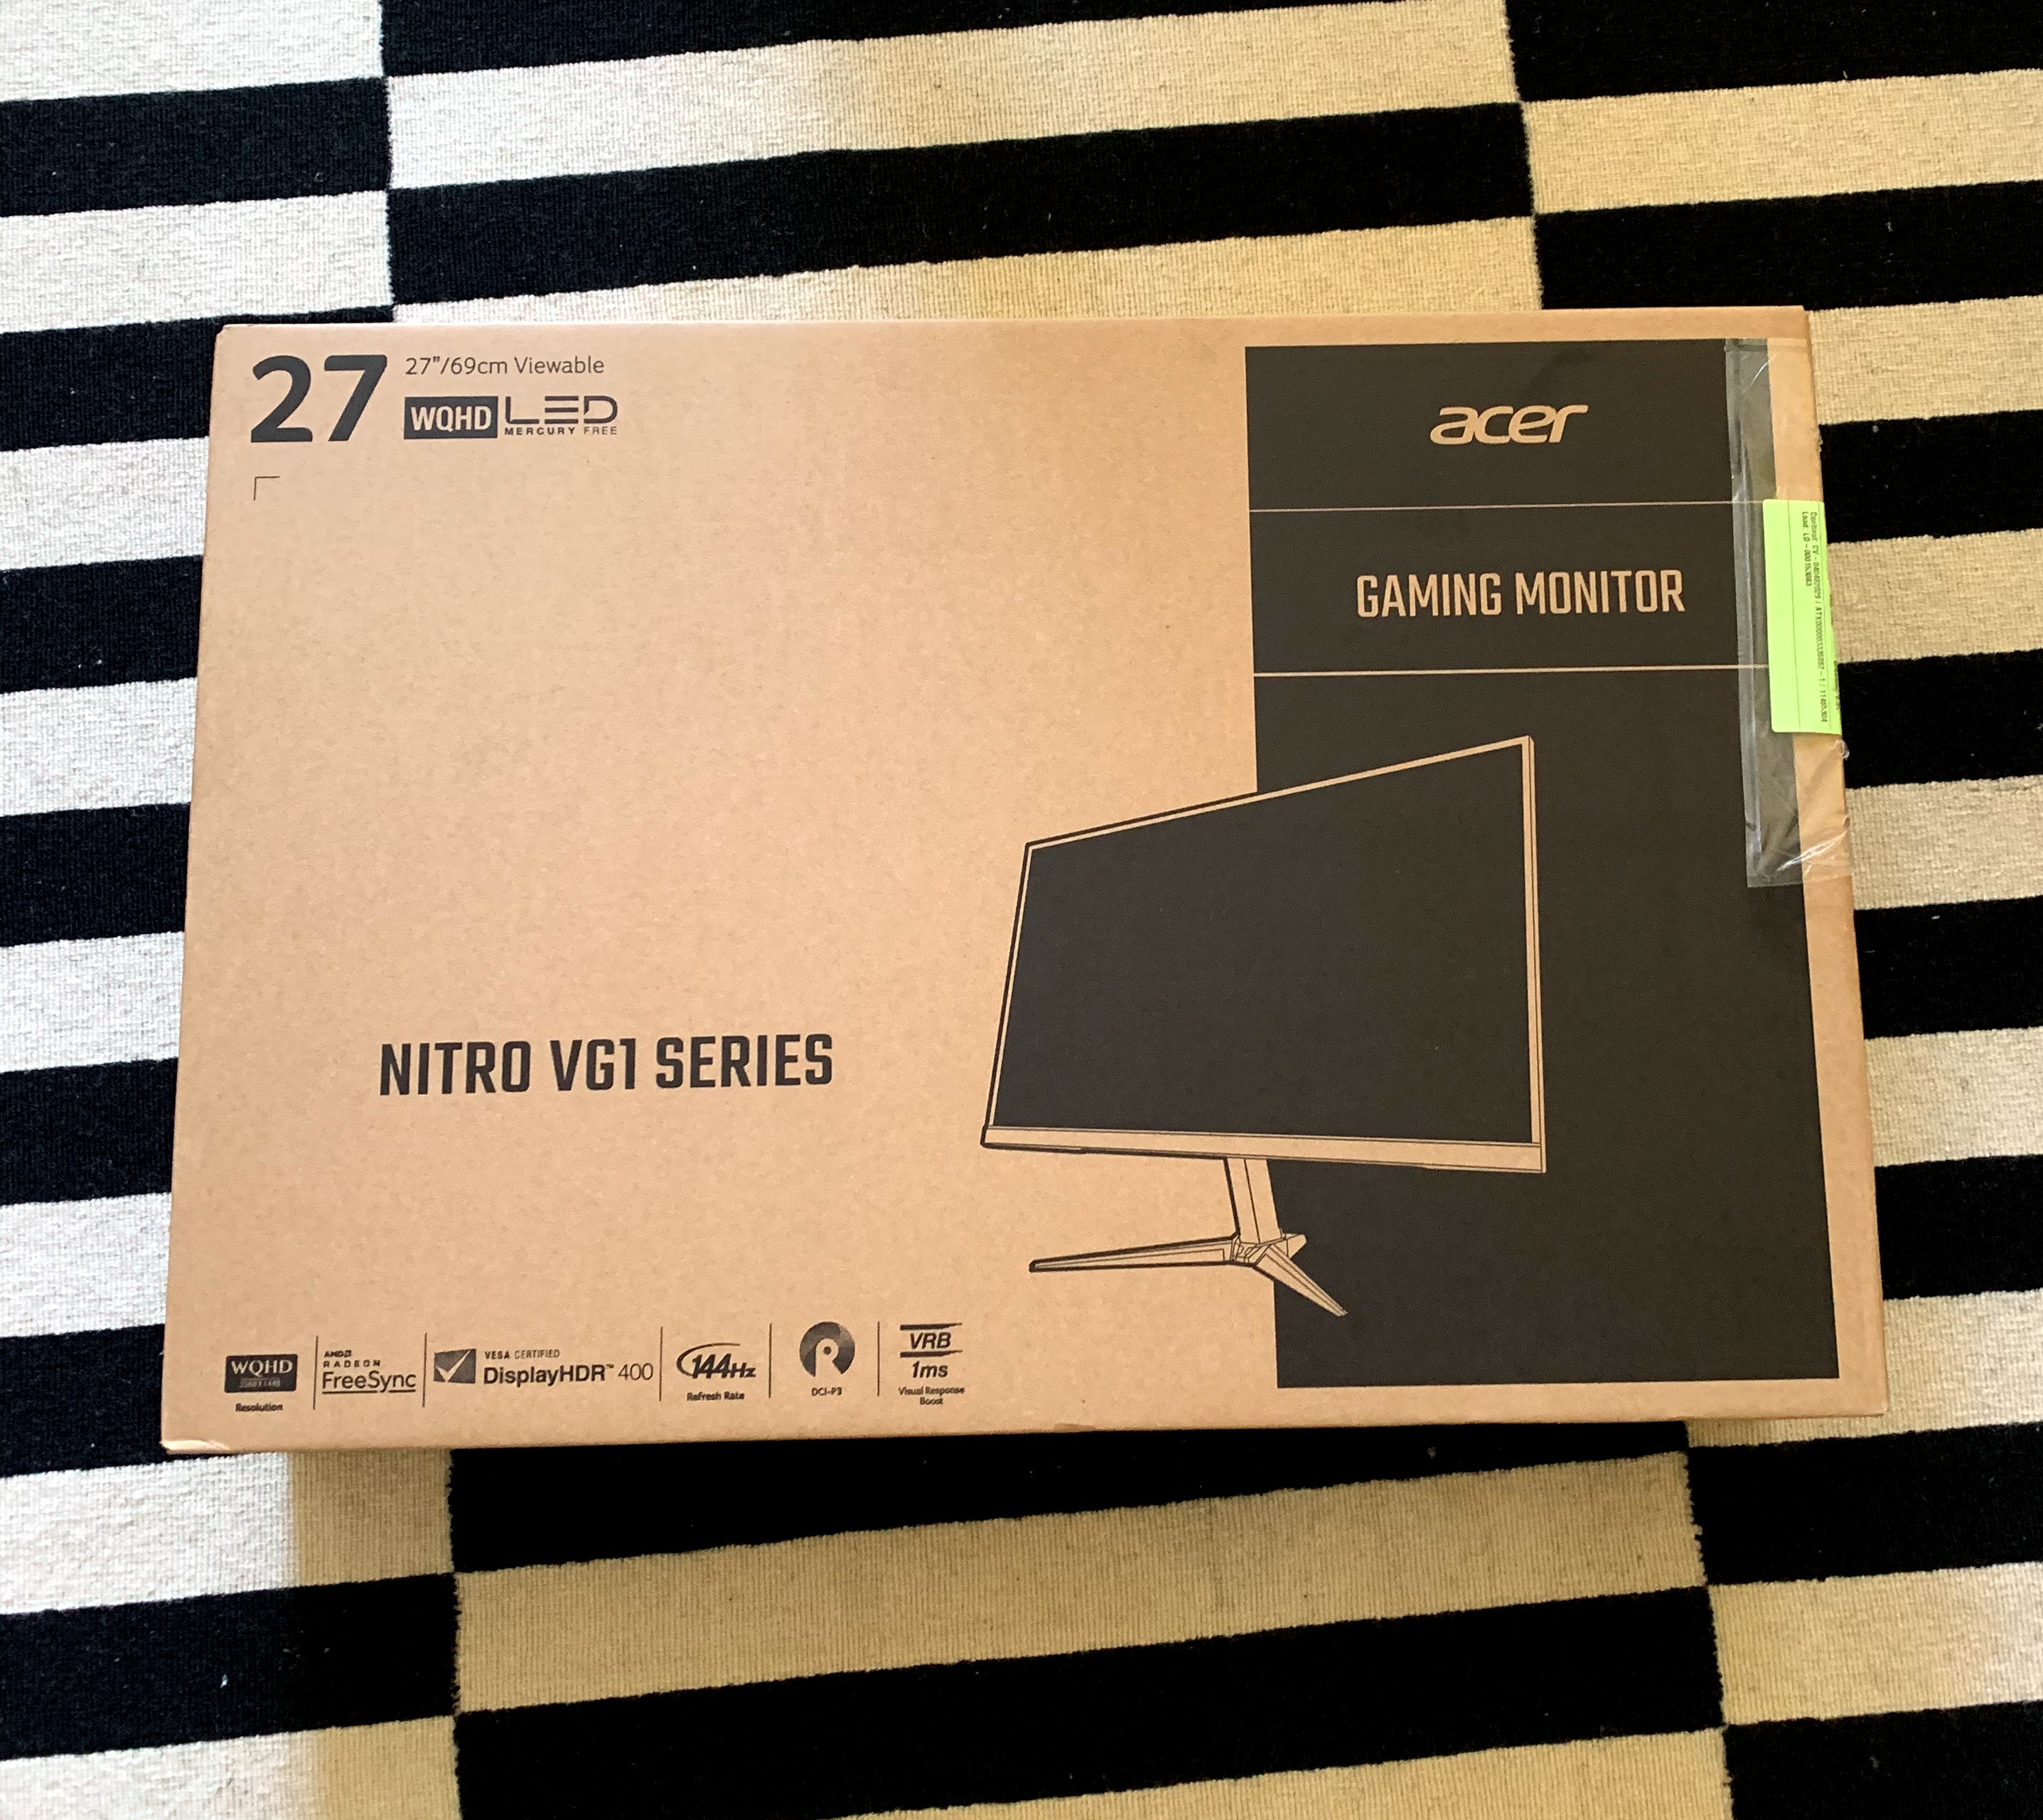 27
27"/69cm Viewable
WQHD LED
MERCURY FREE
acer
GAMING MONITOR
NITRO VG1 SERIES
WQHD
Resolution
AMD
RADEON
FreeSync
VESA CERTIFIED
DisplayHDR™ 400
144Hz
Refresh Rate
DCI-P3
VRB
1ms
Visual Response
Boost